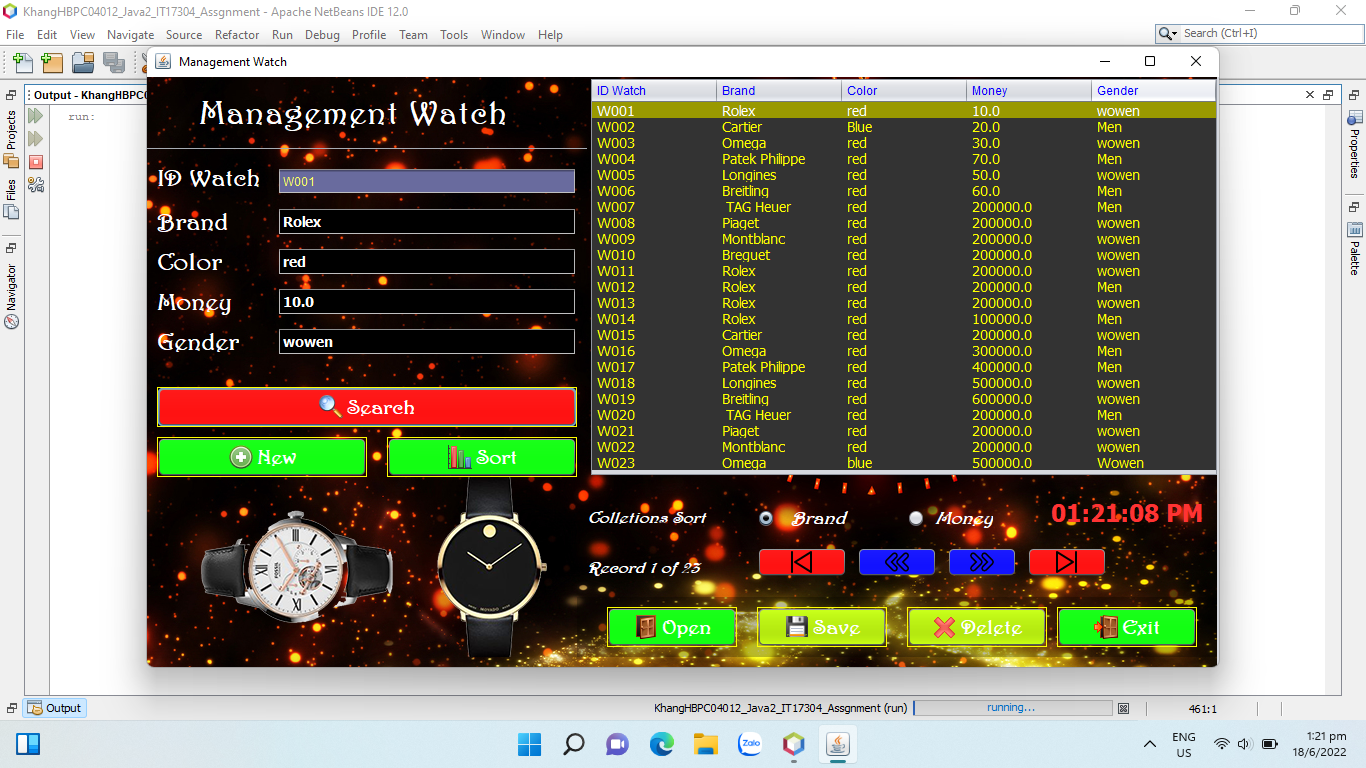 KhangHBPC04012_Java2_IT17304_Assgnment - Apache NetBeans IDE 12.0
File Edit View Navigate Source Refactor Run Debug Profile Team Tools Window Help
Search (Ctrl+I)
Output - KhangHBPC0
run:
Projects
Files
Navigator
Properties
Palette
Management Watch
Management Watch
ID Watch W001
Brand Rolex
Color red
Money 10.0
Gender wowen
Search
New Sort
ID Watch Brand Color Money Gender
W001 Rolex red 10.0 wowen
W002 Cartier Blue 20.0 Men
W003 Omega red 30.0 wowen
W004 Patek Philippe red 70.0 Men
W005 Longines red 50.0 wowen
W006 Breitling red 60.0 Men
W007 TAG Heuer red 200000.0 Men
W008 Piaget red 200000.0 wowen
W009 Montblanc red 200000.0 wowen
W010 Breguet red 200000.0 wowen
W011 Rolex red 200000.0 wowen
W012 Rolex red 200000.0 Men
W013 Rolex red 200000.0 wowen
W014 Rolex red 100000.0 Men
W015 Cartier red 200000.0 wowen
W016 Omega red 300000.0 Men
W017 Patek Philippe red 400000.0 Men
W018 Longines red 500000.0 wowen
W019 Breitling red 600000.0 wowen
W020 TAG Heuer red 200000.0 Men
W021 Piaget red 200000.0 wowen
W022 Montblanc red 200000.0 wowen
W023 Omega blue 500000.0 Wowen
Colletions Sort Brand Money 01:21:08 PM
Record 1 of 23
Open Save Delete Exit
FOSSIL
MOVADO
Output
KhangHBPC04012_Java2_IT17304_Assgnment (run) running... 461:1
Zalo
ENG
US
1:21 pm
18/6/2022